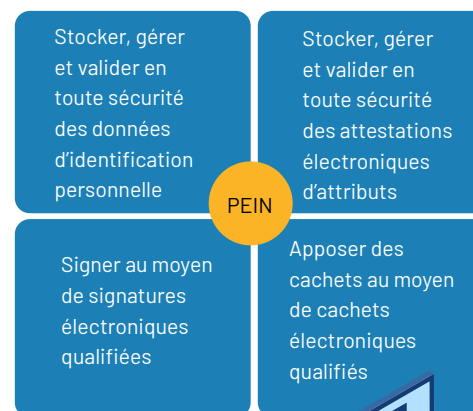 Stocker, gérer
et valider en
toute sécurité
des données
d'identification
personnelle
Stocker, gérer
et valider en
toute sécurité
des attestations
électroniques
d'attributs
PEIN
Signer au moyen
de signatures
électroniques
qualifiées
Apposer des
cachets au moyen
de cachets
électroniques
qualifiés